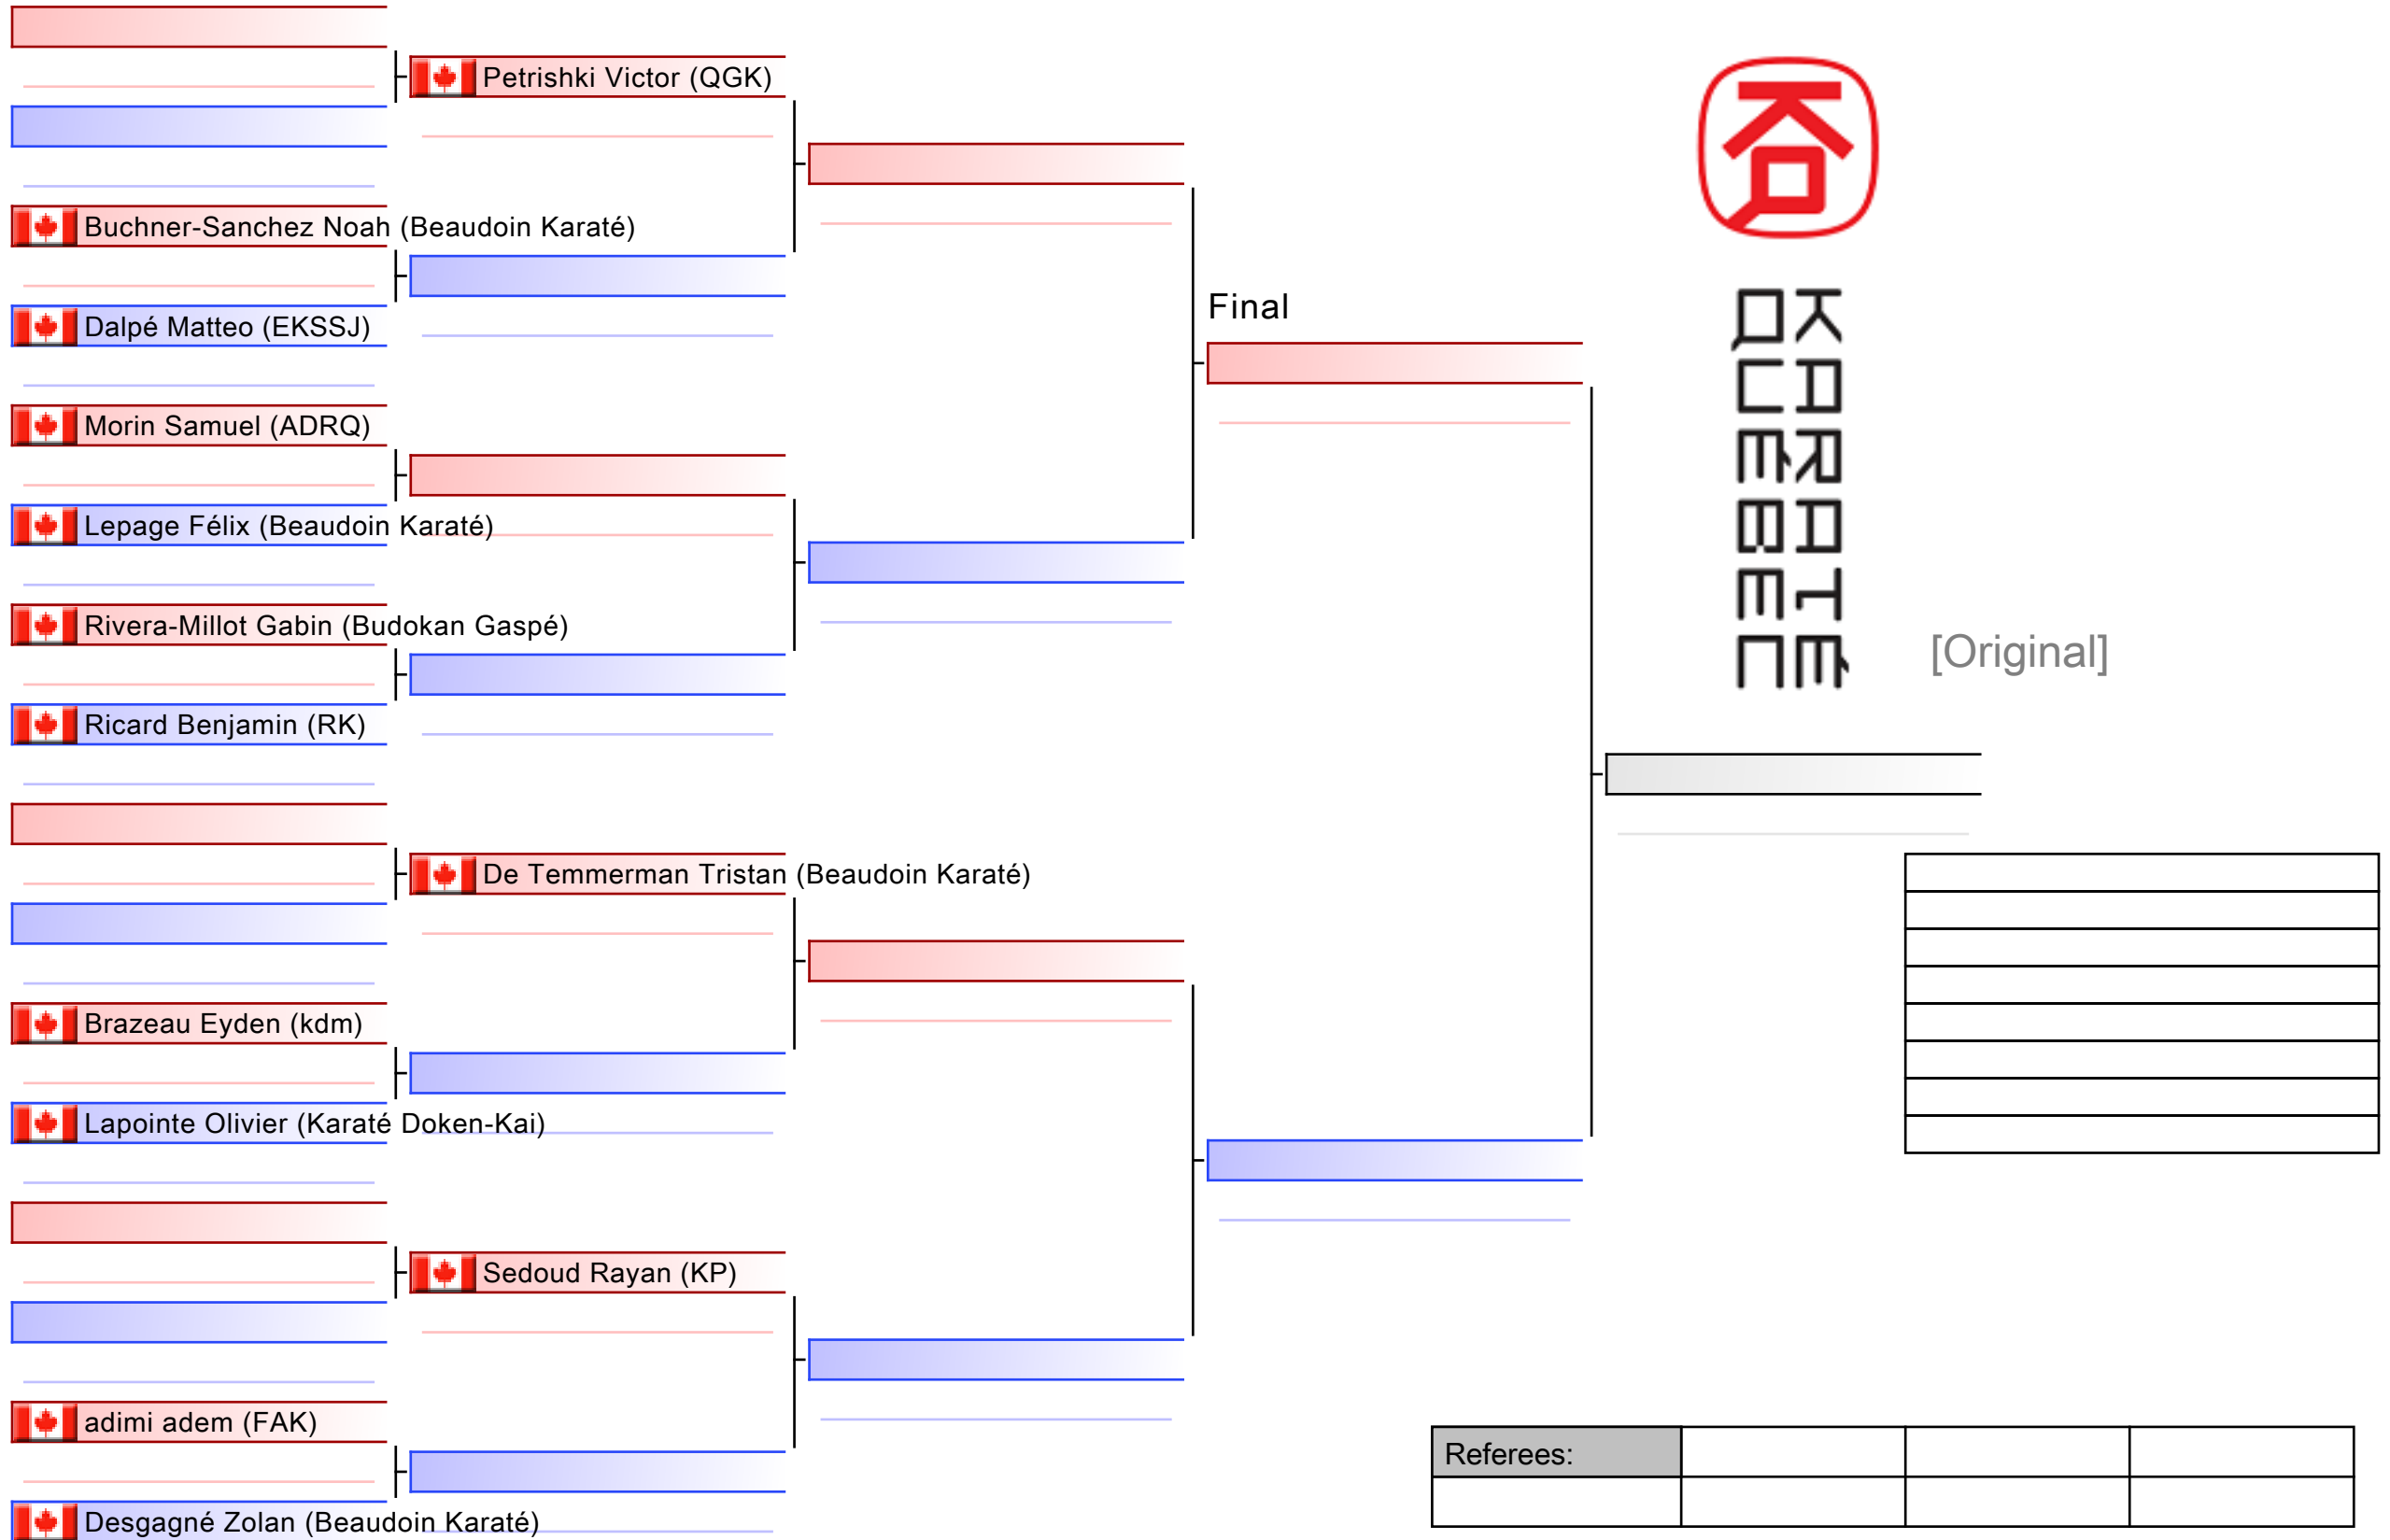 Petrishki Victor (QGK)
Buchner-Sanchez Noah (Beaudoin Karaté)
Dalpé Matteo (EKSSJ)
Morin Samuel (ADRQ)
Lepage Félix (Beaudoin Karaté)
Rivera-Millot Gabin (Budokan Gaspé)
Ricard Benjamin (RK)
De Temmerman Tristan (Beaudoin Karaté)
Brazeau Eyden (kdm)
Lapointe Olivier (Karaté Doken-Kai)
Sedoud Rayan (KP)
adimi adem (FAK)
Desgagné Zolan (Beaudoin Karaté)
Final
KARATÉ
QUÉBEC
[Original]
Referees: